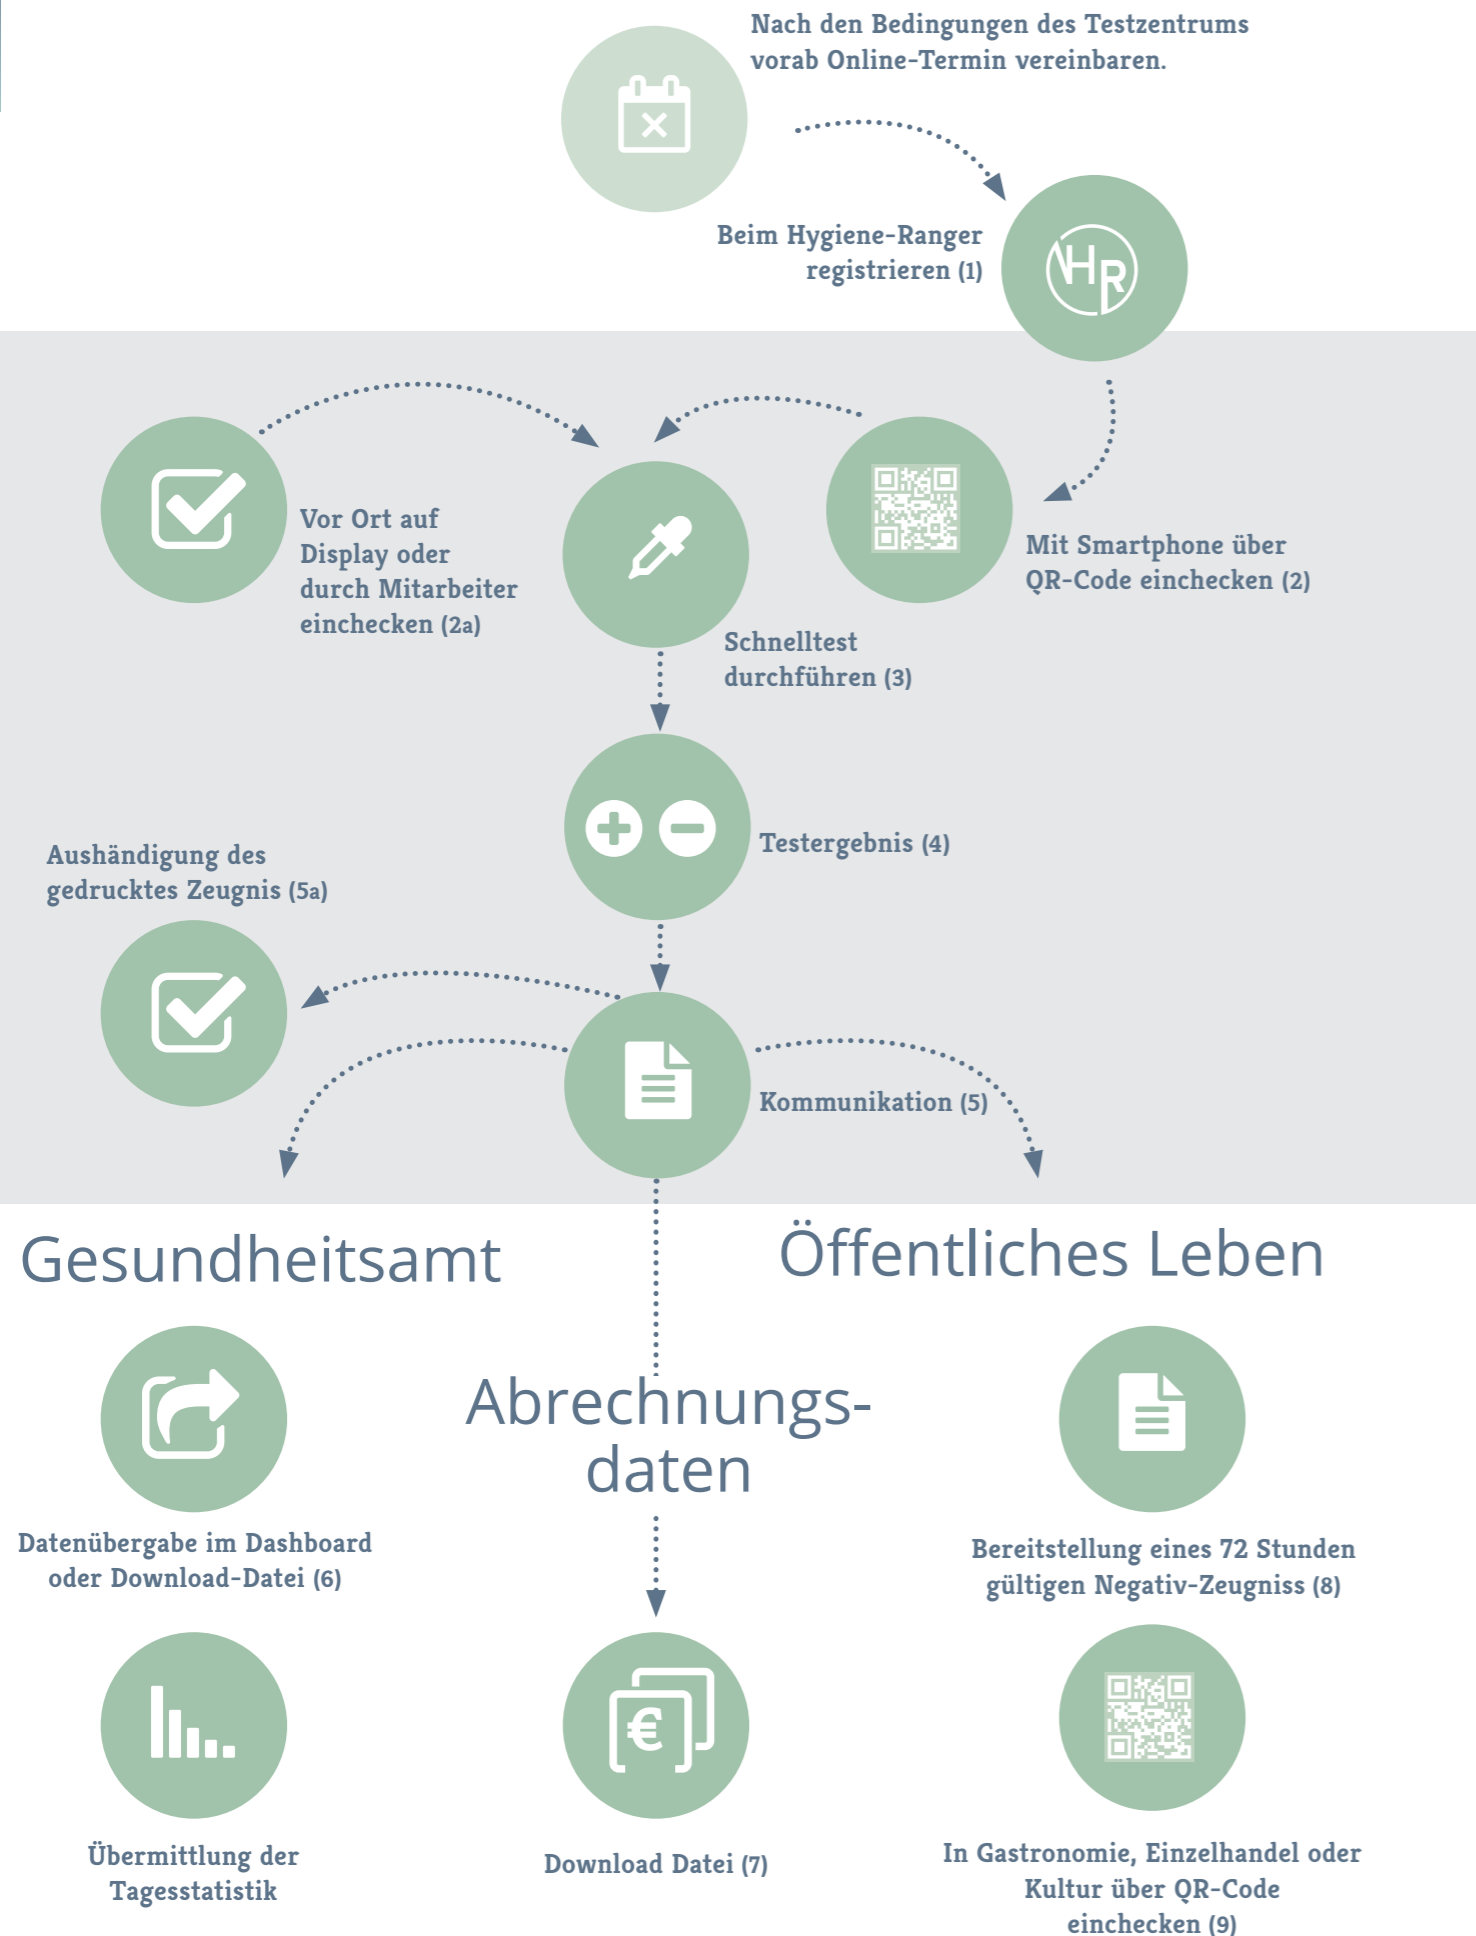 Nach den Bedingungen des Testzentrums
vorab Online-Termin vereinbaren.
Beim Hygiene-Ranger
registrieren (1)
HR
Vor Ort auf
Display oder
durch Mitarbeiter
einchecken (2a)
Mit Smartphone über
QR-Code einchecken (2)
Schnelltest
durchführen (3)
Testergebnis (4)
Aushändigung des
gedrucktes Zeugnis (5a)
Kommunikation (5)
Gesundheitsamt
Öffentliches Leben
Abrechnungs-
daten
Datenübergabe im Dashboard
oder Download-Datei (6)
Bereitstellung eines 72 Stunden
gültigen Negativ-Zeugniss (8)
€
Übermittlung der
Tagesstatistik
Download Datei (7)
In Gastronomie, Einzelhandel oder
Kultur über QR-Code
einchecken (9)